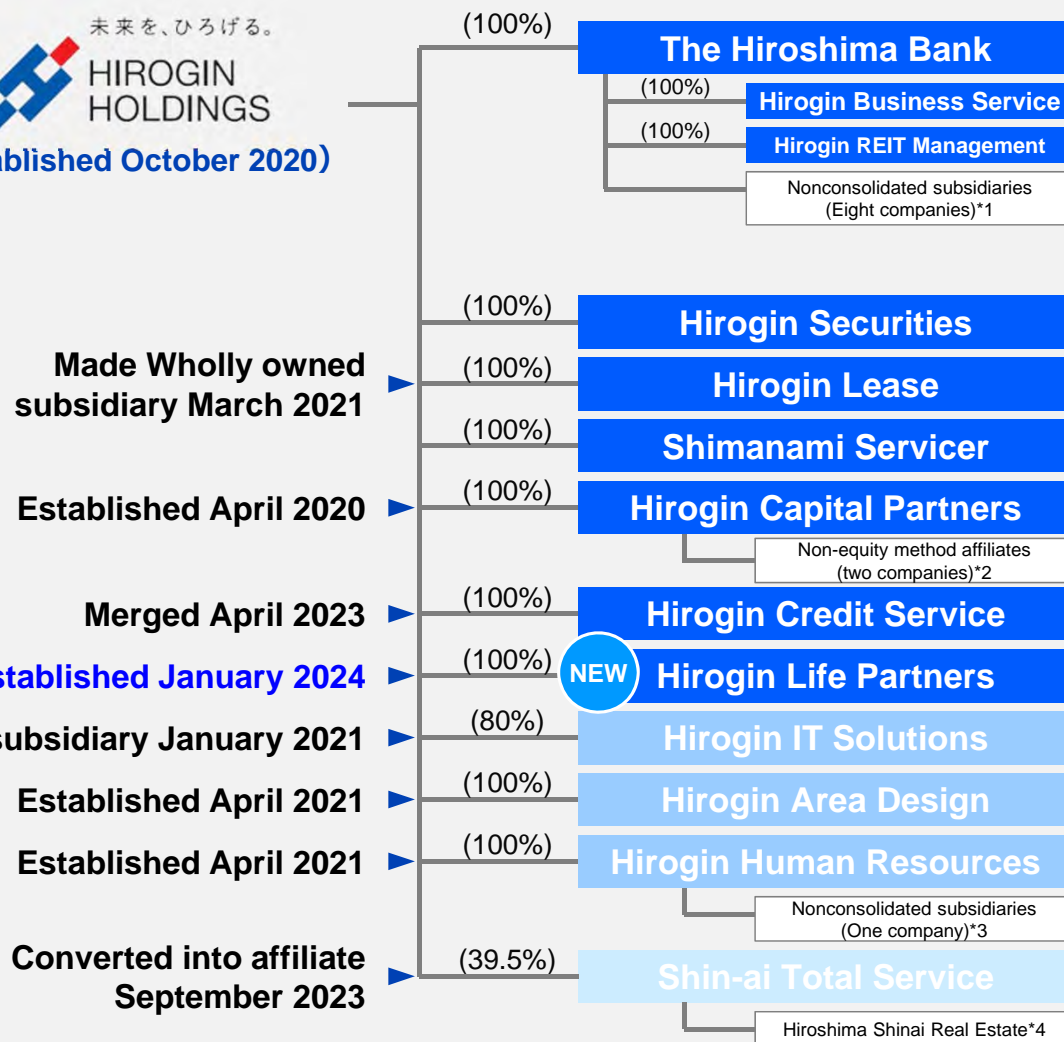 未来を、ひろげる。
HIROGIN
HOLDINGS
ablished October 2020）
(100%)
The Hiroshima Bank
(100%)
Hirogin Business Service
(100%)
Hirogin REIT Management
Nonconsolidated subsidiaries
(Eight companies)*1
(100%)
Hirogin Securities
Made Wholly owned
subsidiary March 2021
(100%)
Hirogin Lease
(100%)
Shimanami Servicer
Established April 2020
(100%)
Hirogin Capital Partners
Non-equity method affiliates
(two companies)*2
Merged April 2023
(100%)
Hirogin Credit Service
stablished January 2024
(100%)
NEW
Hirogin Life Partners
subsidiary January 2021
(80%)
Hirogin IT Solutions
Established April 2021
(100%)
Hirogin Area Design
Established April 2021
(100%)
Hirogin Human Resources
Nonconsolidated subsidiaries
(One company)*3
Converted into affiliate
September 2023
(39.5%)
Shin-ai Total Service
Hiroshima Shinai Real Estate*4